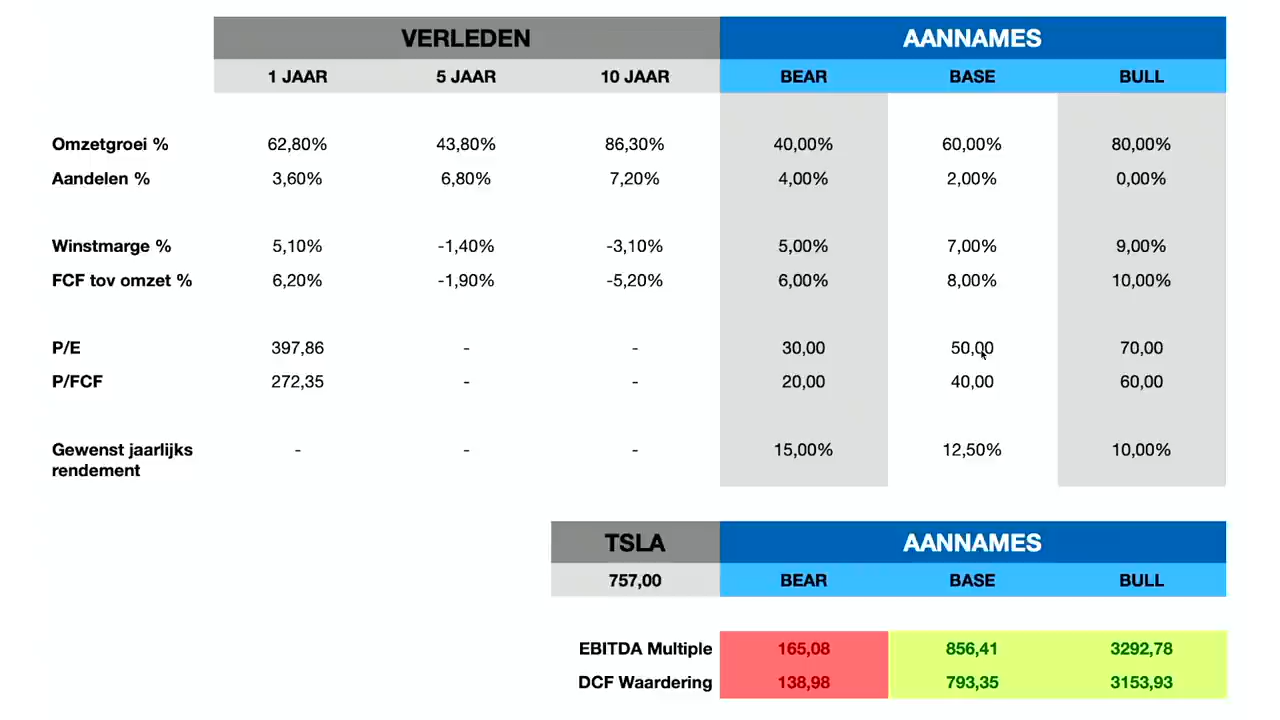 VERLEDEN AANNAMES
1 JAAR 5 JAAR 10 JAAR BEAR BASE BULL
Omzetgroei % 62,80% 43,80% 86,30% 40,00% 60,00% 80,00%
Aandelen % 3,60% 6,80% 7,20% 4,00% 2,00% 0,00%
Winstmarge % 5,10% -1,40% -3,10% 5,00% 7,00% 9,00%
FCF tov omzet % 6,20% -1,90% -5,20% 6,00% 8,00% 10,00%
P/E 397,86 - - 30,00 50,00 70,00
P/FCF 272,35 - - 20,00 40,00 60,00
Gewenst jaarlijks - - - 15,00% 12,50% 10,00%
rendement
TSLA AANNAMES
757,00 BEAR BASE BULL
EBITDA Multiple 165,08 856,41 3292,78
DCF Waardering 138,98 793,35 3153,93